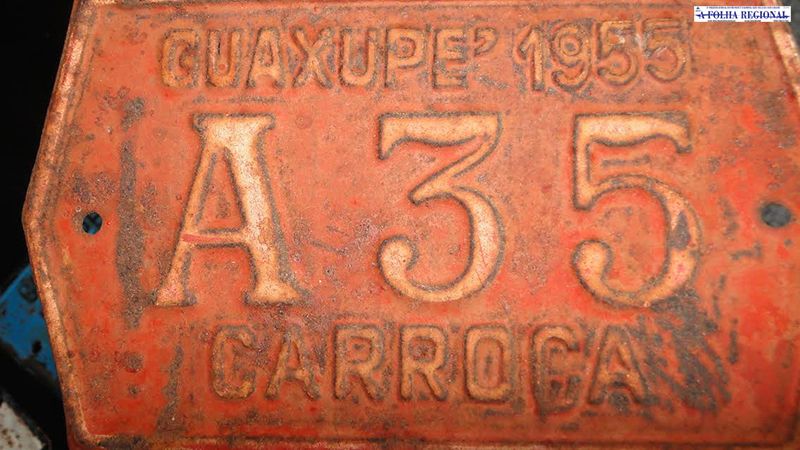 GUAXUPE' 1955
A 35
CARROCA
A FOLHA REGIONAL